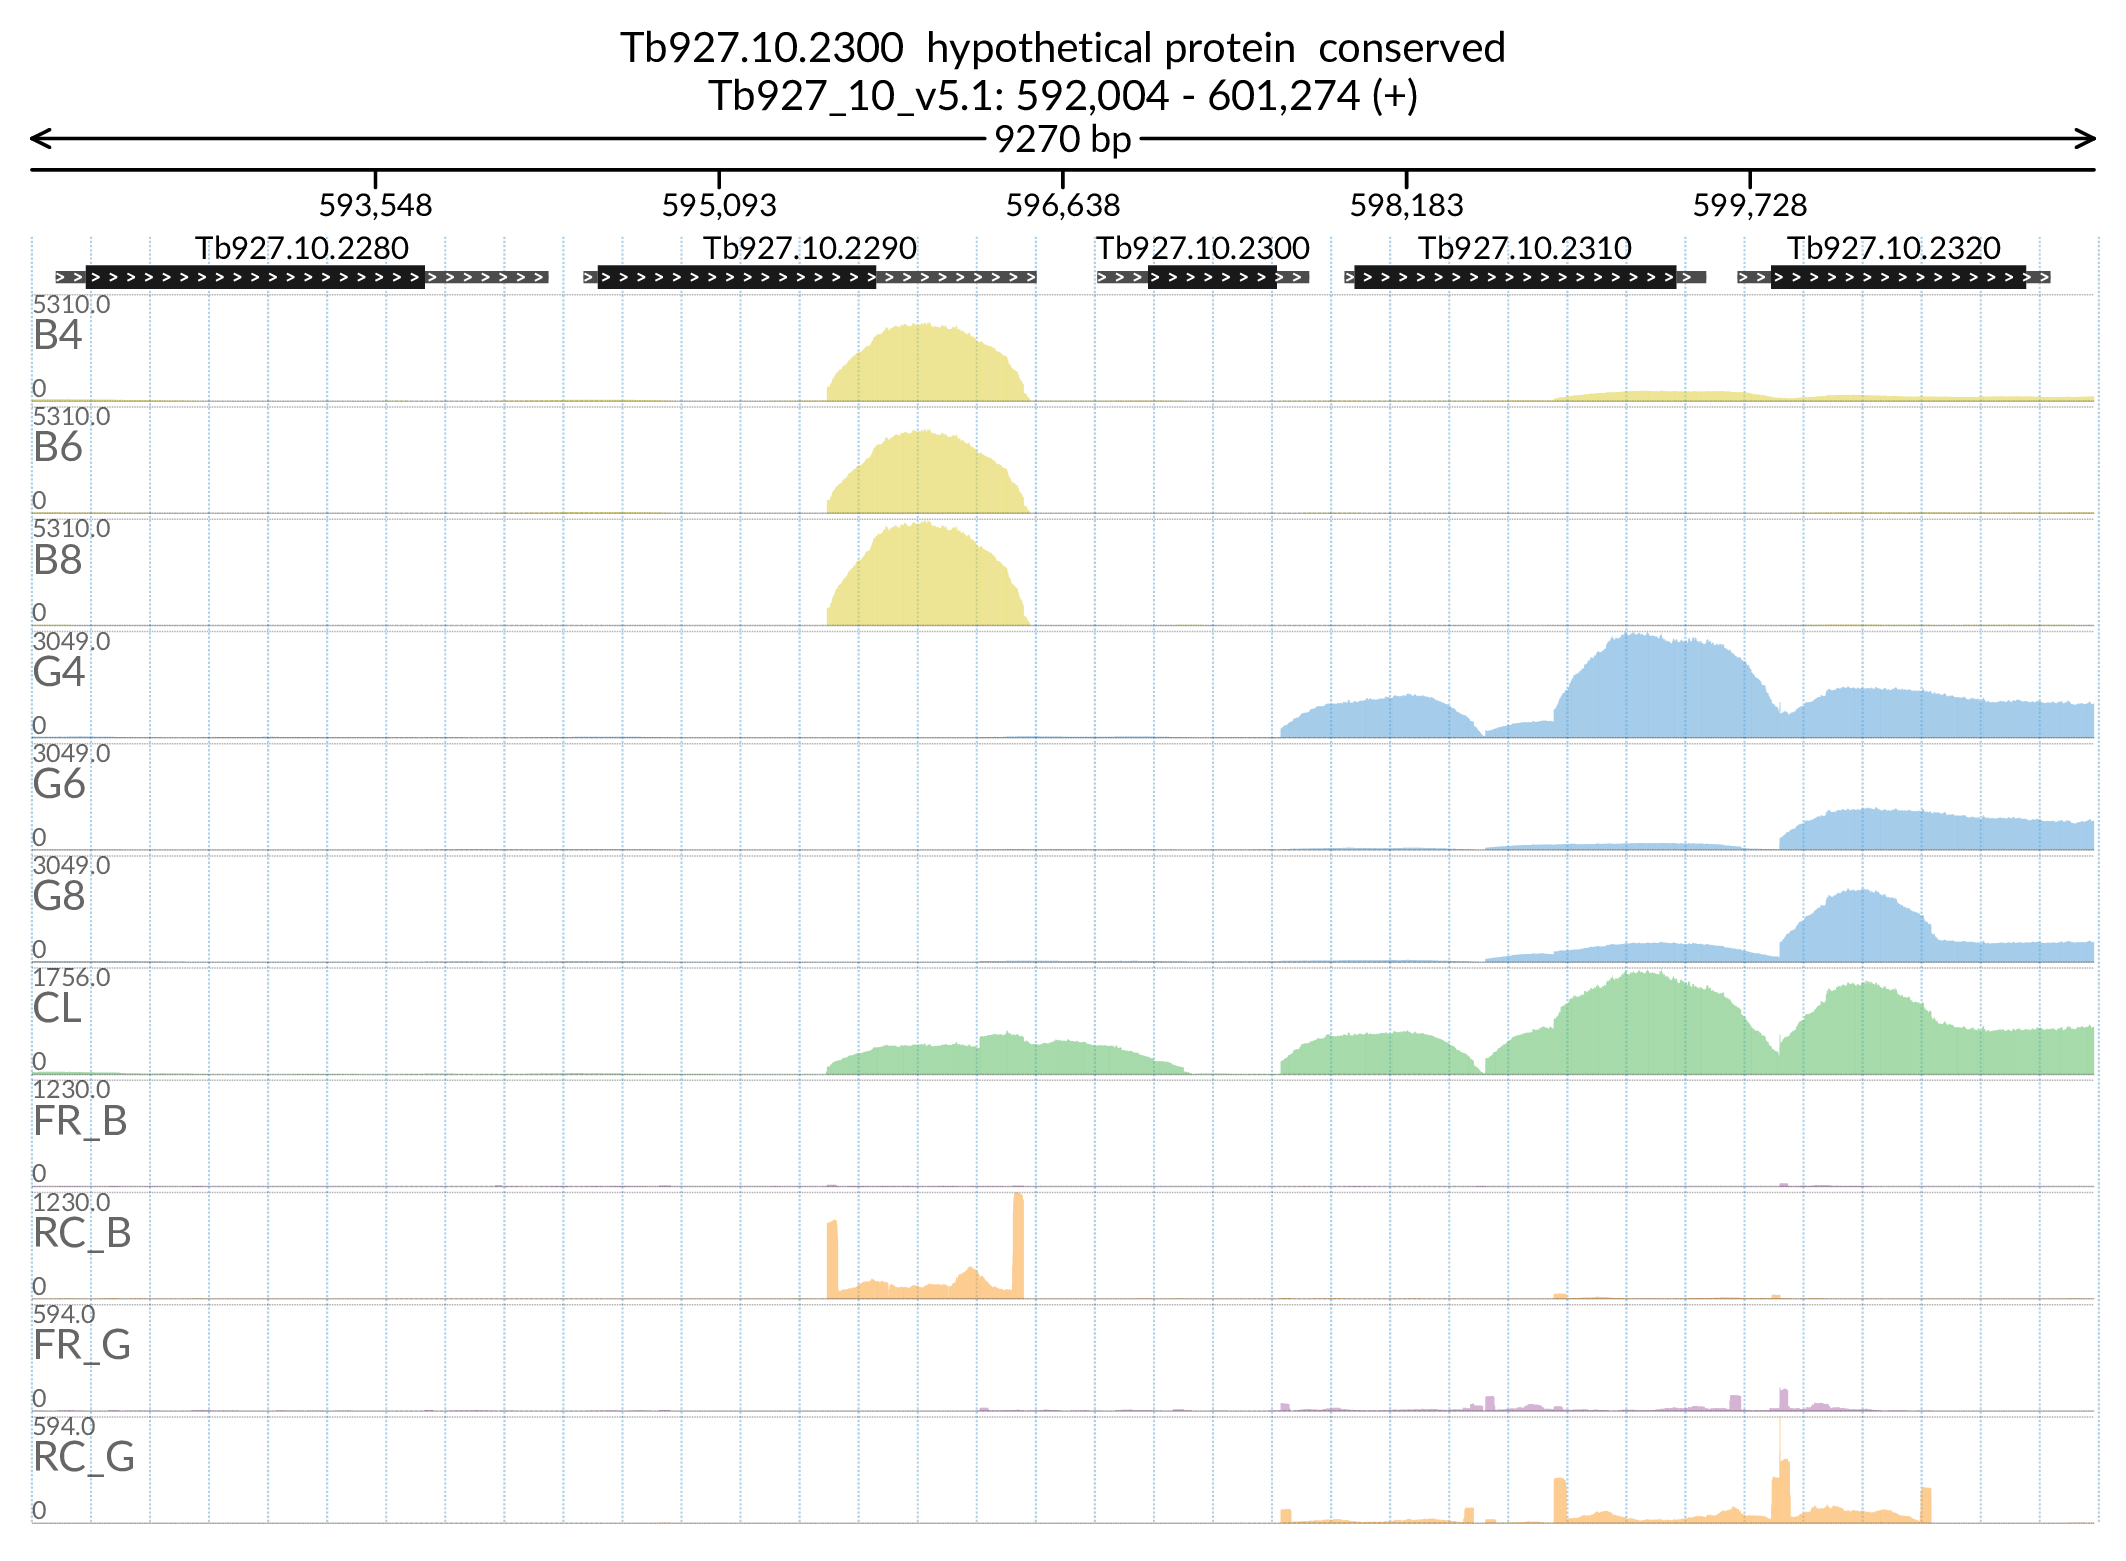 Tb927.10.2300 hypothetical protein conserved
Tb927_10_v5.1: 592,004 - 601,274 (+)
9270 bp
593,548 595,093 596,638 598,183 599,728
Tb927.10.2280 Tb927.10.2290 Tb927.10.2300 Tb927.10.2310 Tb927.10.2320
5310.0
B4
0
5310.0
B6
0
5310.0
B8
0
3049.0
G4
0
3049.0
G6
0
3049.0
G8
0
1756.0
CL
0
1230.0
FR_B
0
1230.0
RC_B
0
594.0
FR_G
0
594.0
RC_G
0